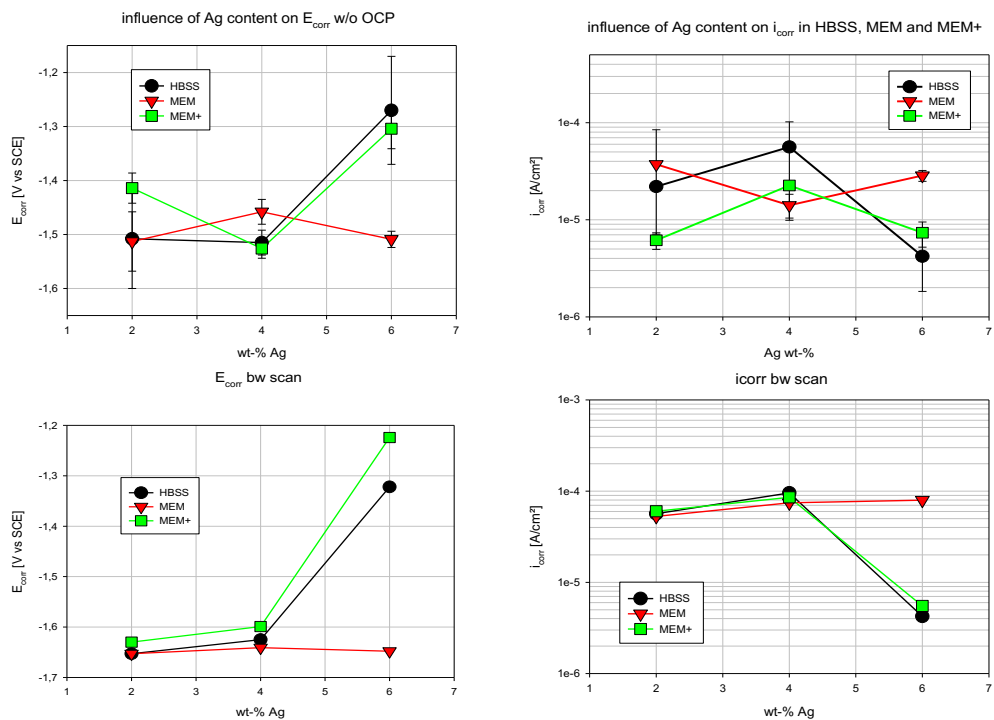 influence of Ag content on Ecorr w/o OCP
-1,2
-1,3
-1,4
-1,5
-1,6
Ecorr [V vs SCE]
HBSS
MEM
MEM+
1 2 3 4 5 6 7
wt-% Ag
influence of Ag content on icorr in HBSS, MEM and MEM+
1e-4
1e-5
1e-6
icorr [A/cm²]
HBSS
MEM
MEM+
1 2 3 4 5 6 7
Ag wt-%
Ecorr bw scan
-1,2
-1,3
-1,4
-1,5
-1,6
-1,7
Ecorr [V vs SCE]
HBSS
MEM
MEM+
1 2 3 4 5 6 7
wt-% Ag
icorr bw scan
1e-3
1e-4
1e-5
1e-6
icorr [A/cm²]
HBSS
MEM
MEM+
1 2 3 4 5 6 7
wt-% Ag